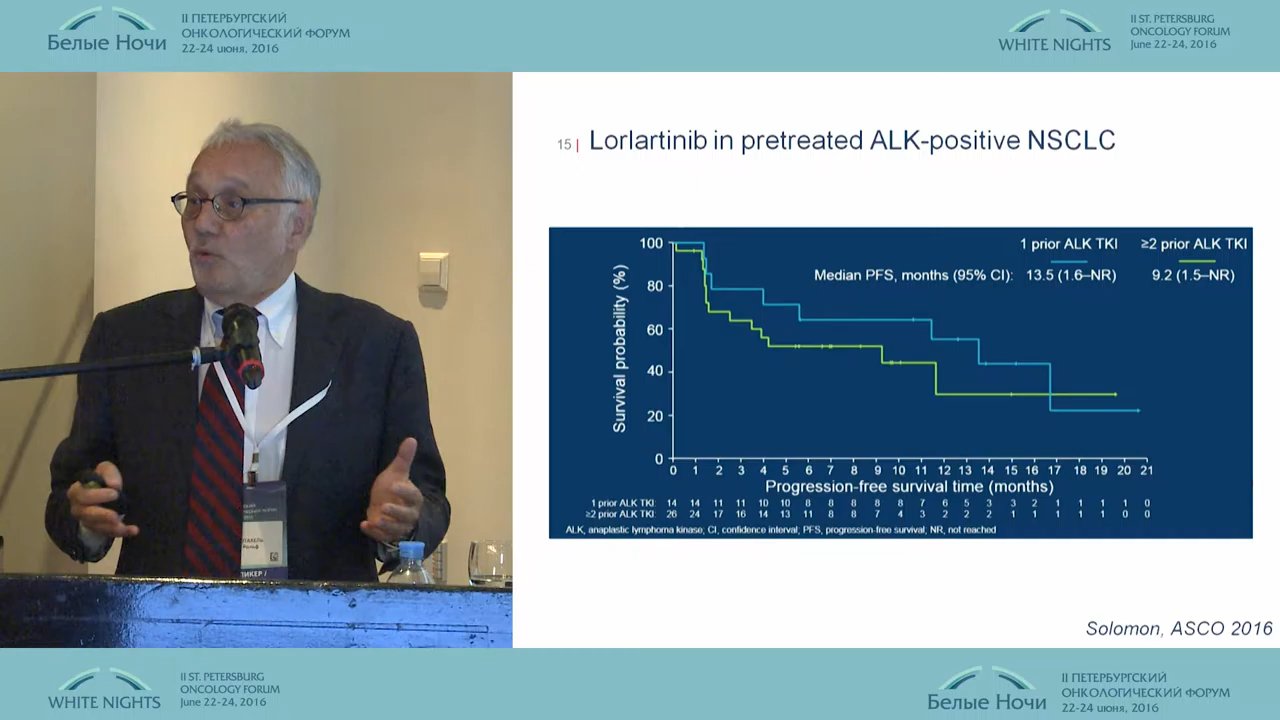 II ПЕТЕРБУРГСКИЙ
ОНКОЛОГИЧЕСКИЙ ФОРУМ
Белые Ночи
22-24 июня, 2016
II ST. PETERSBURG
ONCOLOGY FORUM
WHITE NIGHTS
June 22-24, 2016
15| Lorlartinib in pretreated ALK-positive NSCLC
1 prior ALK TKI ≥2 prior ALK TKI
Median PFS, months (95% CI): 13.5 (1.6–NR) 9.2 (1.5–NR)
Survival probability (%)
100
80
60
40
20
0
0 1 2 3 4 5 6 7 8 9 10 11 12 13 14 15 16 17 18 19 20 21
Progression-free survival time (months)
1 prior ALK TKI: 14 14 11 11 10 8 8 8 8 8 8 7 6 5 3 3 2 1 1 1 1 0
≥2 prior ALK TKI: 26 24 17 16 14 13 11 8 8 7 4 3 2 2 2 1 1 1 1 1 0 0
ALK, anaplastic lymphoma kinase; CI, confidence interval; PFS, progression-free survival; NR, not reached
Solomon, ASCO 2016
II ST. PETERSBURG
ONCOLOGY FORUM
WHITE NIGHTS
June 22-24, 2016
II ПЕТЕРБУРГСКИЙ
ОНКОЛОГИЧЕСКИЙ ФОРУМ
Белые Ночи
22-24 июня, 2016